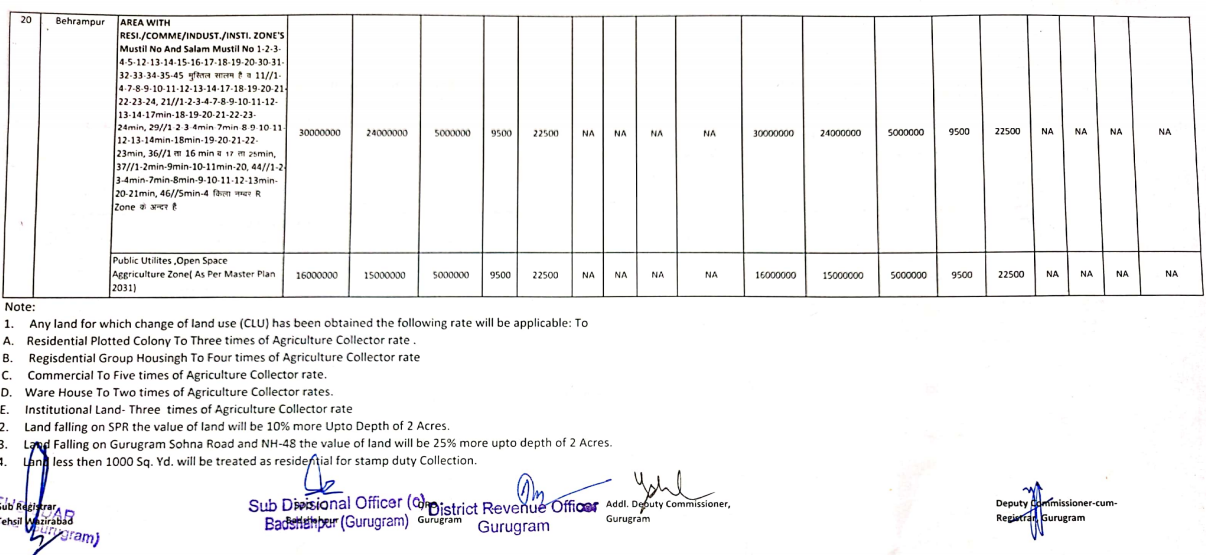 20 Behrampur AREA WITH
RESI./COMME/INDUST./INSTI. ZONE'S
Mustil No And Salam Mustil No 1-2-3-
4-5-12-13-14-15-16-17-18-19-20-30-31-
32-33-34-35-45 मुस्तिल सालम है व 11//1-
4-7-8-9-10-11-12-13-14-17-18-19-20-21-
22-23-24, 21//1-2-3-4-7-8-9-10-11-12-
13-14-17min-18-19-20-21-22-23-
24min, 29//1-2-3-4min-7min-8-9-10-11-
12-13-14min-18min-19-20-21-22-
23min, 36//1 ता 16 min व 17 ता 25min,
37//1-2min-9min-10-11min-20, 44//1-2-
3-4min-7min-8min-9-10-11-12-13min-
20-21min, 46//5min-4 किला नम्बर R
Zone के अन्दर है
30000000 24000000 5000000 9500 22500 NA NA NA NA 30000000 24000000 5000000 9500 22500 NA NA NA NA
Public Utilites ,Open Space
Aggriculture Zone( As Per Master Plan
2031)
16000000 15000000 5000000 9500 22500 NA NA NA NA 16000000 15000000 5000000 9500 22500 NA NA NA NA
Note:
1. Any land for which change of land use (CLU) has been obtained the following rate will be applicable: To
A. Residential Plotted Colony To Three times of Agriculture Collector rate .
B. Regisdential Group Housingh To Four times of Agriculture Collector rate
C. Commercial To Five times of Agriculture Collector rate.
D. Ware House To Two times of Agriculture Collector rates.
E. Institutional Land- Three times of Agriculture Collector rate
2. Land falling on SPR the value of land will be 10% more Upto Depth of 2 Acres.
3. Land Falling on Gurugram Sohna Road and NH-48 the value of land will be 25% more upto depth of 2 Acres.
4. Land less then 1000 Sq. Yd. will be treated as residential for stamp duty Collection.
Sub Registrar
Tehsil Wazirabad
Sub Divisional Officer (C)
Badshahpur (Gurugram)
District Revenue Officer
Gurugram
Gurugram
Addl. Deputy Commissioner,
Gurugram
Deputy Commissioner-cum-
Registrar, Gurugram